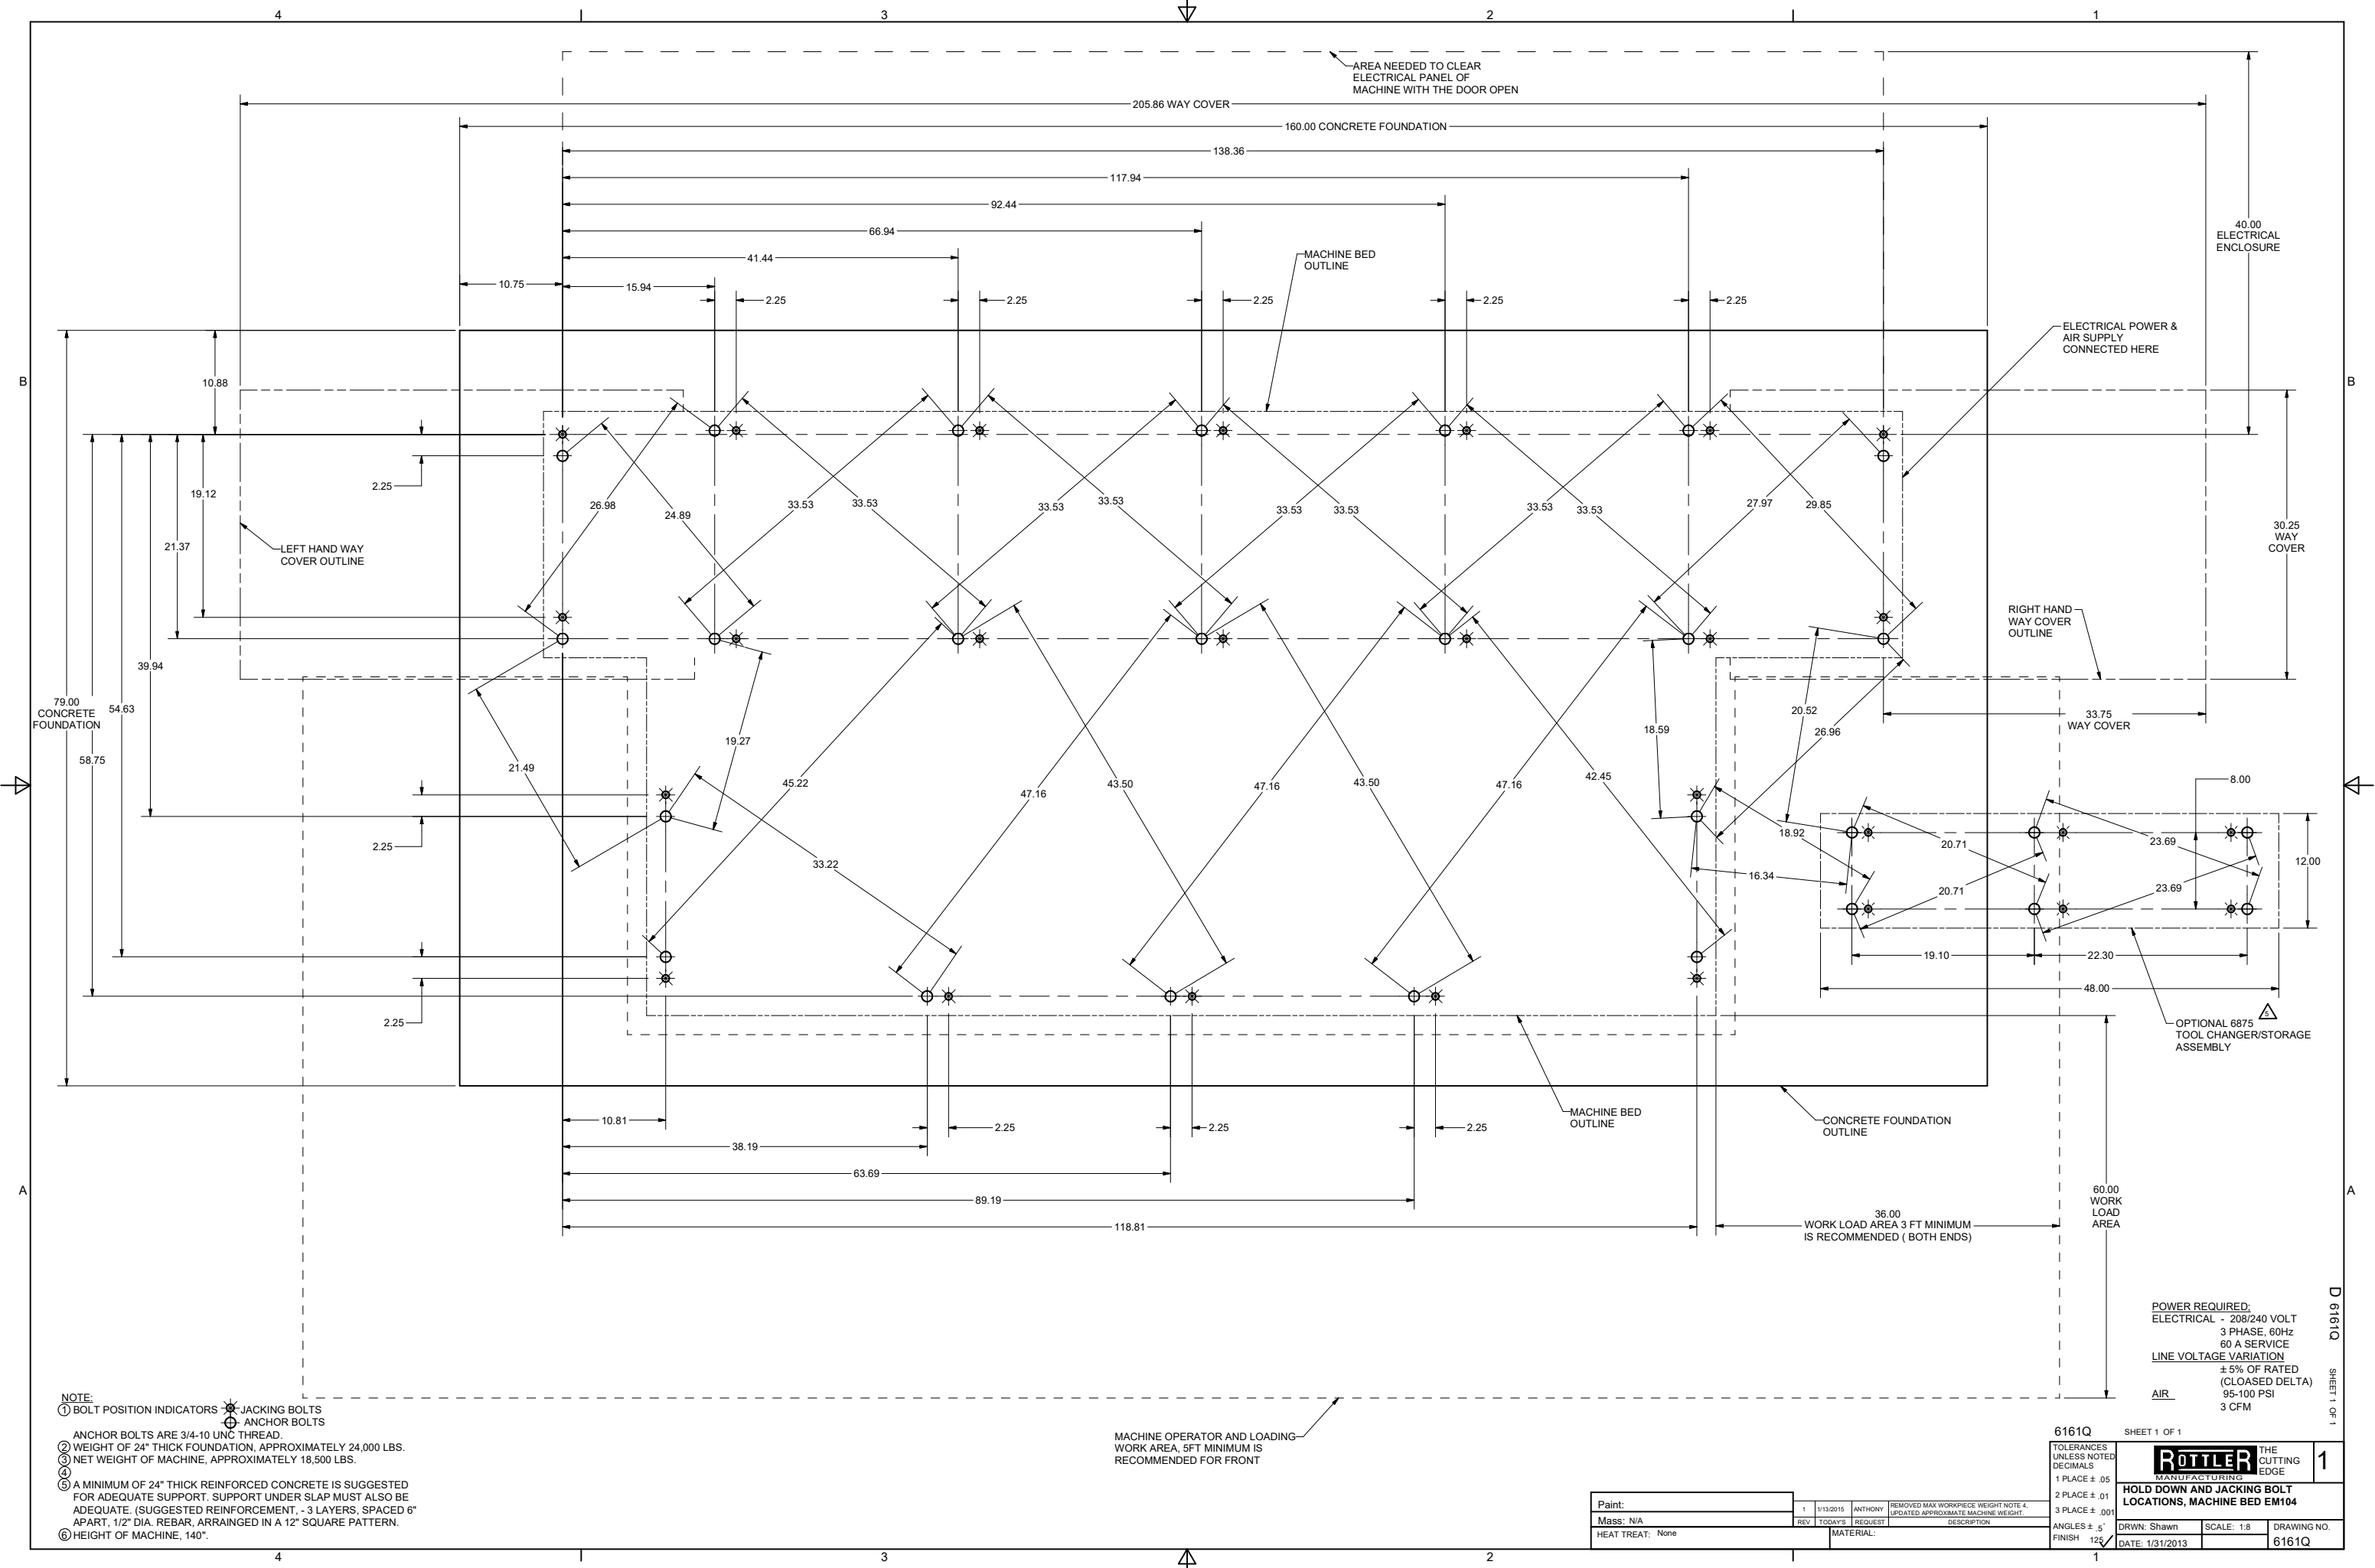 4
3
2
1
AREA NEEDED TO CLEAR
ELECTRICAL PANEL OF
MACHINE WITH THE DOOR OPEN
205.86 WAY COVER
160.00 CONCRETE FOUNDATION
138.36
117.94
92.44
66.94
41.44
40.00
ELECTRICAL
ENCLOSURE
MACHINE BED
OUTLINE
10.75
15.94
2.25
2.25
2.25
2.25
2.25
ELECTRICAL POWER &
AIR SUPPLY
CONNECTED HERE
B
10.88
B
2.25
19.12
26.98
24.89
33.53
33.53
33.53
33.53
33.53
33.53
33.53
33.53
27.97
29.85
30.25
WAY
COVER
21.37
LEFT HAND WAY
COVER OUTLINE
RIGHT HAND
WAY COVER
OUTLINE
39.94
79.00
CONCRETE
FOUNDATION
54.63
58.75
20.52
33.75
WAY COVER
18.59
26.96
19.27
21.49
45.22
47.16
43.50
47.16
43.50
47.16
42.45
8.00
2.25
33.22
18.92
20.71
23.69
12.00
16.34
20.71
23.69
19.10
22.30
48.00
2.25
5
OPTIONAL 6875
TOOL CHANGER/STORAGE
ASSEMBLY
MACHINE BED
OUTLINE
CONCRETE FOUNDATION
OUTLINE
10.81
2.25
2.25
2.25
38.19
63.69
89.19
118.81
A
A
60.00
WORK
LOAD
AREA
36.00
WORK LOAD AREA 3 FT MINIMUM
IS RECOMMENDED ( BOTH ENDS)
D 6161Q SHEET 1 OF 1
POWER REQUIRED;
ELECTRICAL - 208/240 VOLT
3 PHASE, 60Hz
60 A SERVICE
LINE VOLTAGE VARIATION
± 5% OF RATED
(CLOASED DELTA)
AIR 95-100 PSI
3 CFM
NOTE:
1 BOLT POSITION INDICATORS JACKING BOLTS
ANCHOR BOLTS
ANCHOR BOLTS ARE 3/4-10 UNC THREAD.
2 WEIGHT OF 24" THICK FOUNDATION, APPROXIMATELY 24,000 LBS.
3 NET WEIGHT OF MACHINE, APPROXIMATELY 18,500 LBS.
4
5 A MINIMUM OF 24" THICK REINFORCED CONCRETE IS SUGGESTED
FOR ADEQUATE SUPPORT. SUPPORT UNDER SLAP MUST ALSO BE
ADEQUATE. (SUGGESTED REINFORCEMENT, - 3 LAYERS, SPACED 6"
APART, 1/2" DIA. REBAR, ARRAINGED IN A 12" SQUARE PATTERN.
6 HEIGHT OF MACHINE, 140".
MACHINE OPERATOR AND LOADING
WORK AREA, 5FT MINIMUM IS
RECOMMENDED FOR FRONT
6161Q SHEET 1 OF 1
TOLERANCES
UNLESS NOTED
DECIMALS
1 PLACE ± .05
2 PLACE ± .01
3 PLACE ± .001
ANGLES ± .5°
FINISH 125
ROTTLER
MANUFACTURING
THE
CUTTING
EDGE
1
HOLD DOWN AND JACKING BOLT
LOCATIONS, MACHINE BED EM104
DRWN: Shawn
SCALE: 1:8
DRAWING NO.
DATE: 1/31/2013
6161Q
Paint:
Mass: N/A
HEAT TREAT: None
MATERIAL:
1 1/13/2015 ANTHONY REMOVED MAX WORKPIECE WEIGHT NOTE 4.
UPDATED APPROXIMATE MACHINE WEIGHT.
REV TODAY'S REQUEST DESCRIPTION
4
3
2
1